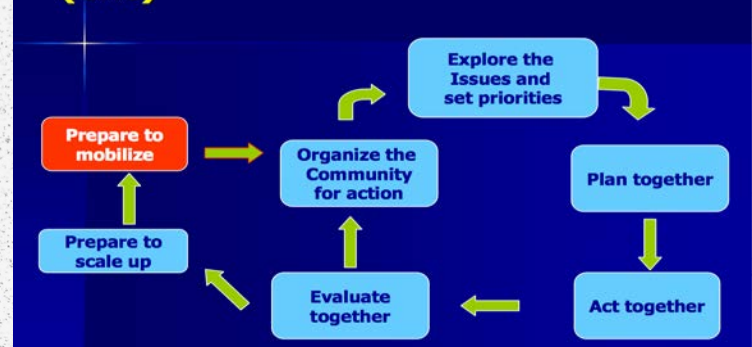 Explore the
Issues and
set priorities
Prepare to
mobilize
Organize the
Community
for action
Plan together
Prepare to
scale up
Evaluate
together
Act together